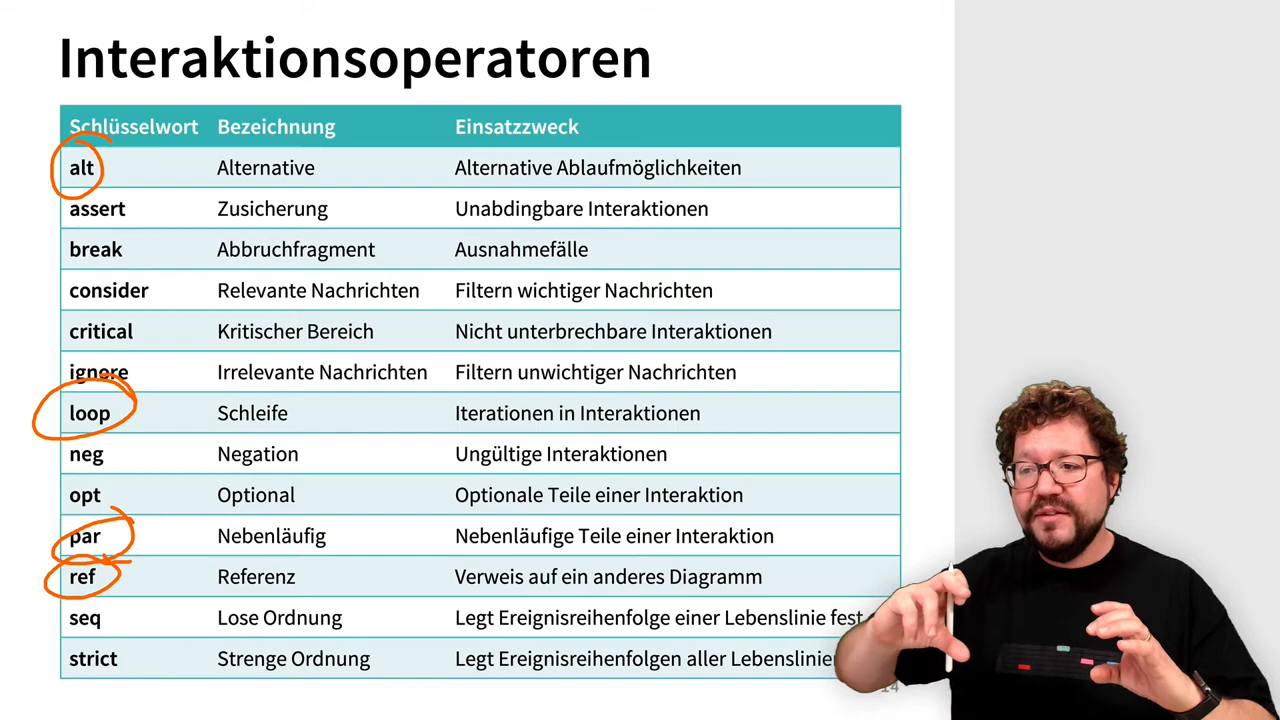 Interaktionsoperatoren
Schlüsselwort Bezeichnung Einsatzzweck
alt Alternative Alternative Ablaufmöglichkeiten
assert Zusicherung Unabdingbare Interaktionen
break Abbruchfragment Ausnahmefälle
consider Relevante Nachrichten Filtern wichtiger Nachrichten
critical Kritischer Bereich Nicht unterbrechbare Interaktionen
ignore Irrelevante Nachrichten Filtern unwichtiger Nachrichten
loop Schleife Iterationen in Interaktionen
neg Negation Ungültige Interaktionen
opt Optional Optionale Teile einer Interaktion
par Nebenläufig Nebenläufige Teile einer Interaktion
ref Referenz Verweis auf ein anderes Diagramm
seq Lose Ordnung Legt Ereignisreihenfolge einer Lebenslinie fest
strict Strenge Ordnung Legt Ereignisreihenfolgen aller Lebenslinien
14